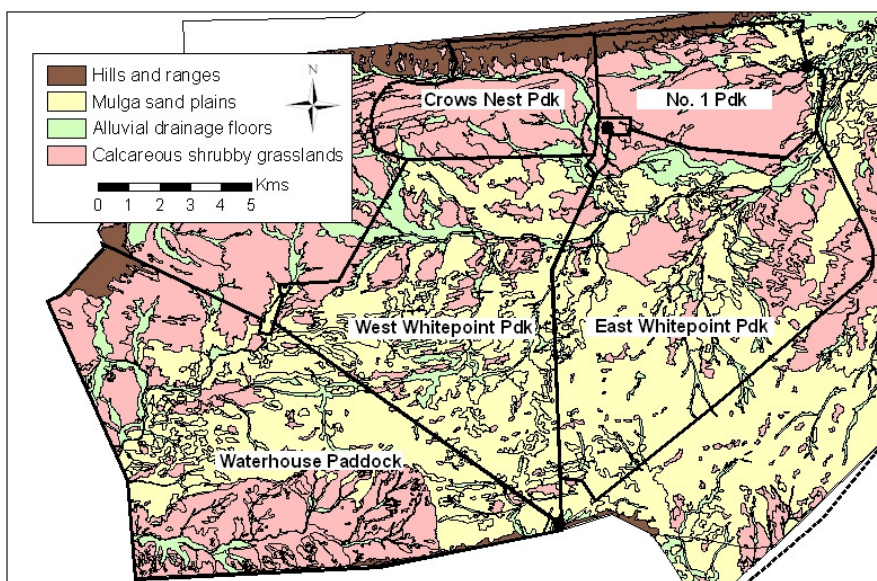 N
Hills and ranges
Mulga sand plains
Alluvial drainage floors
Calcareous shrubby grasslands
Kms
0 1 2 3 4 5
Crows Nest Pdk
No. 1 Pdk
West Whitepoint Pdk
East Whitepoint Pdk
Waterhouse Paddock